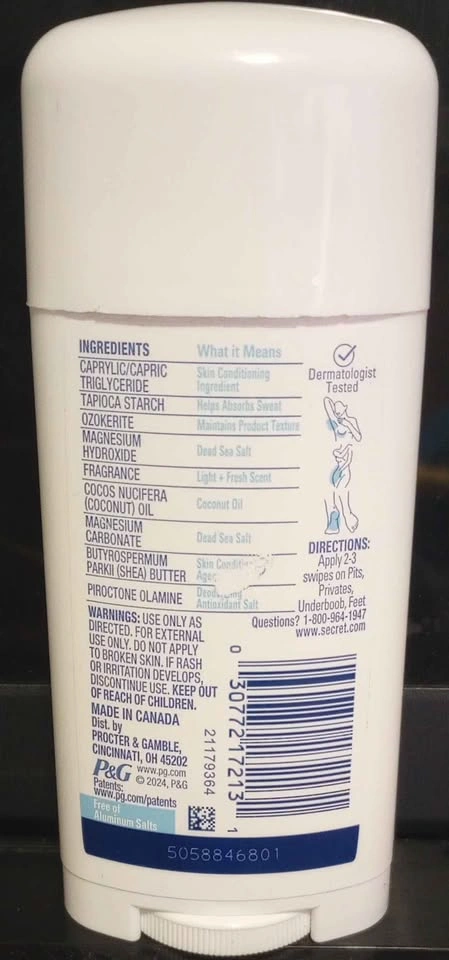 INGREDIENTS What it Means
CAPRYLIC/CAPRIC
TRIGLYCERIDE
Skin Conditioning
Ingredient
TAPIOCA STARCH Helps Absorbs Sweat
OZOKERITE Maintains Product Texture
MAGNESIUM
HYDROXIDE
Dead Sea Salt
FRAGRANCE Light + Fresh Scent
COCOS NUCIFERA
(COCONUT) OIL
Coconut Oil
MAGNESIUM
CARBONATE
Dead Sea Salt
BUTYROSPERMUM
PARKII (SHEA) BUTTER
Skin
PIROCTONE OLAMINE
Antioxidant Salt
WARNINGS: USE ONLY AS
DIRECTED. FOR EXTERNAL
USE ONLY. DO NOT APPLY
TO BROKEN SKIN. IF RASH
OR IRRITATION DEVELOPS,
DISCONTINUE USE. KEEP OUT
OF REACH OF CHILDREN.
MADE IN CANADA
Dist. by
PROCTER & GAMBLE,
CINCINNATI, OH 45202
P&G www.pg.com
© 2024, P&G
Patents:
www.pg.com/patents
Free of
Aluminum Salts
Dermatologist
Tested
DIRECTIONS:
Apply 2-3
swipes on Pits,
Privates,
Underboob, Feet
Questions? 1-800-964-1947
www.secret.com
0 30772 17213 1
21179364
5058846801